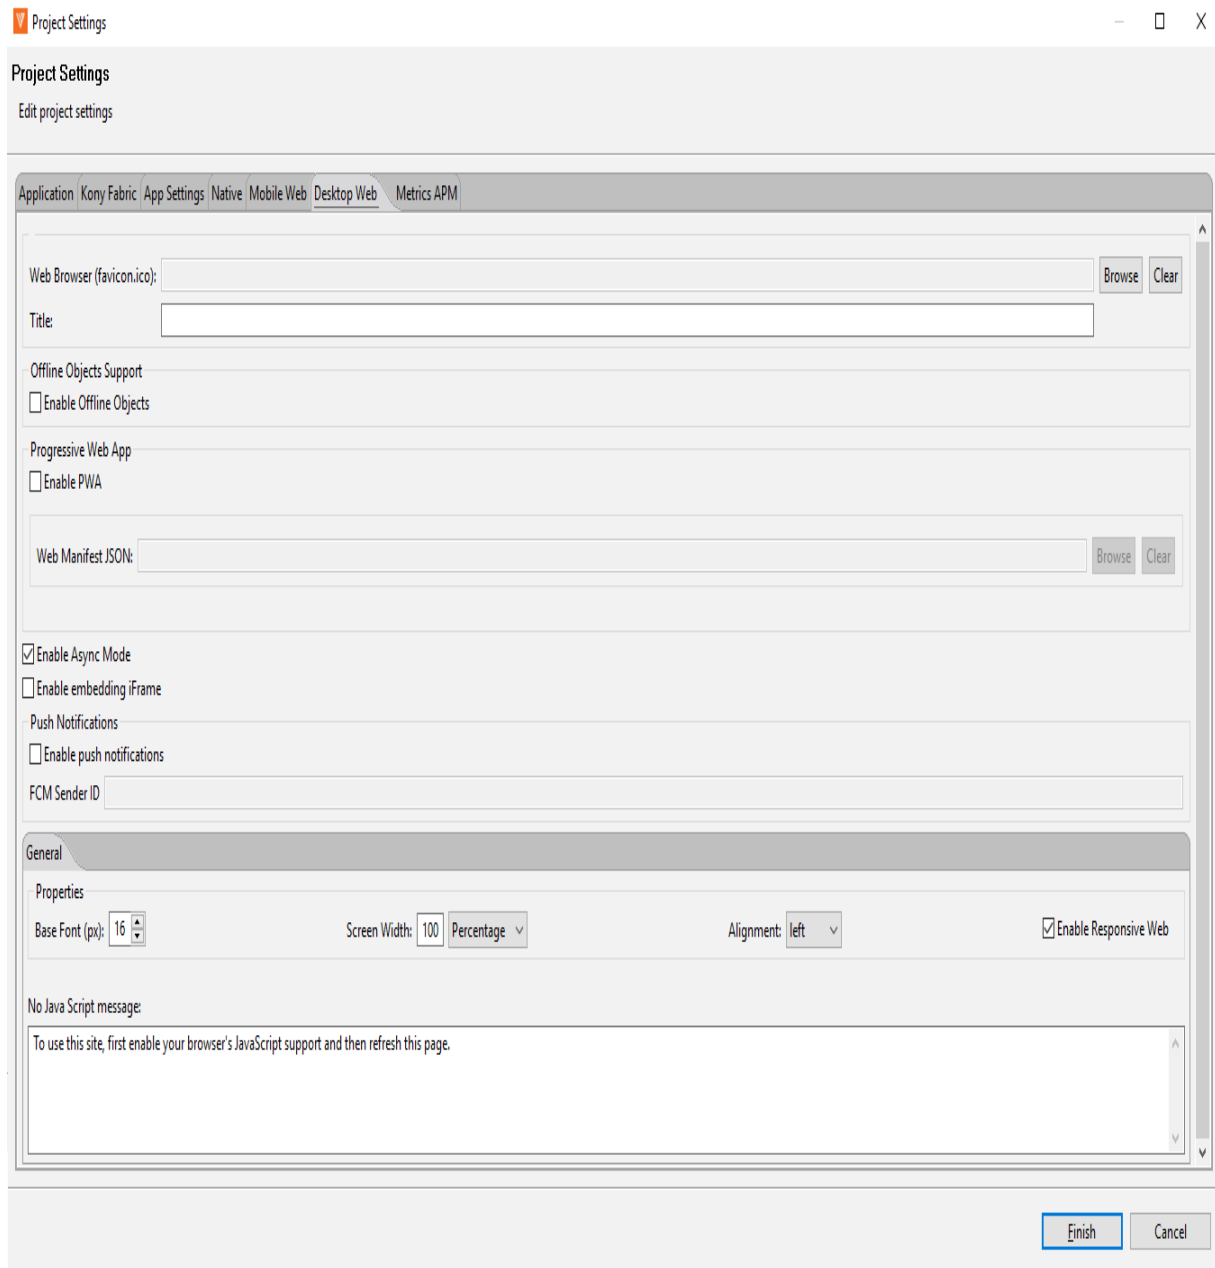 Project Settings
Project Settings
Edit project settings
Application Kony Fabric App Settings Native Mobile Web Desktop Web Metrics APM
Web Browser (favicon.ico): Browse Clear
Title:
Offline Objects Support
Enable Offline Objects
Progressive Web App
Enable PWA
Web Manifest JSON: Browse Clear
Enable Async Mode
Enable embedding iFrame
Push Notifications
Enable push notifications
FCM Sender ID
General
Properties
Base Font (px): 16 Screen Width: 100 Percentage Alignment: left Enable Responsive Web
No Java Script message:
To use this site, first enable your browser's JavaScript support and then refresh this page.
Finish Cancel